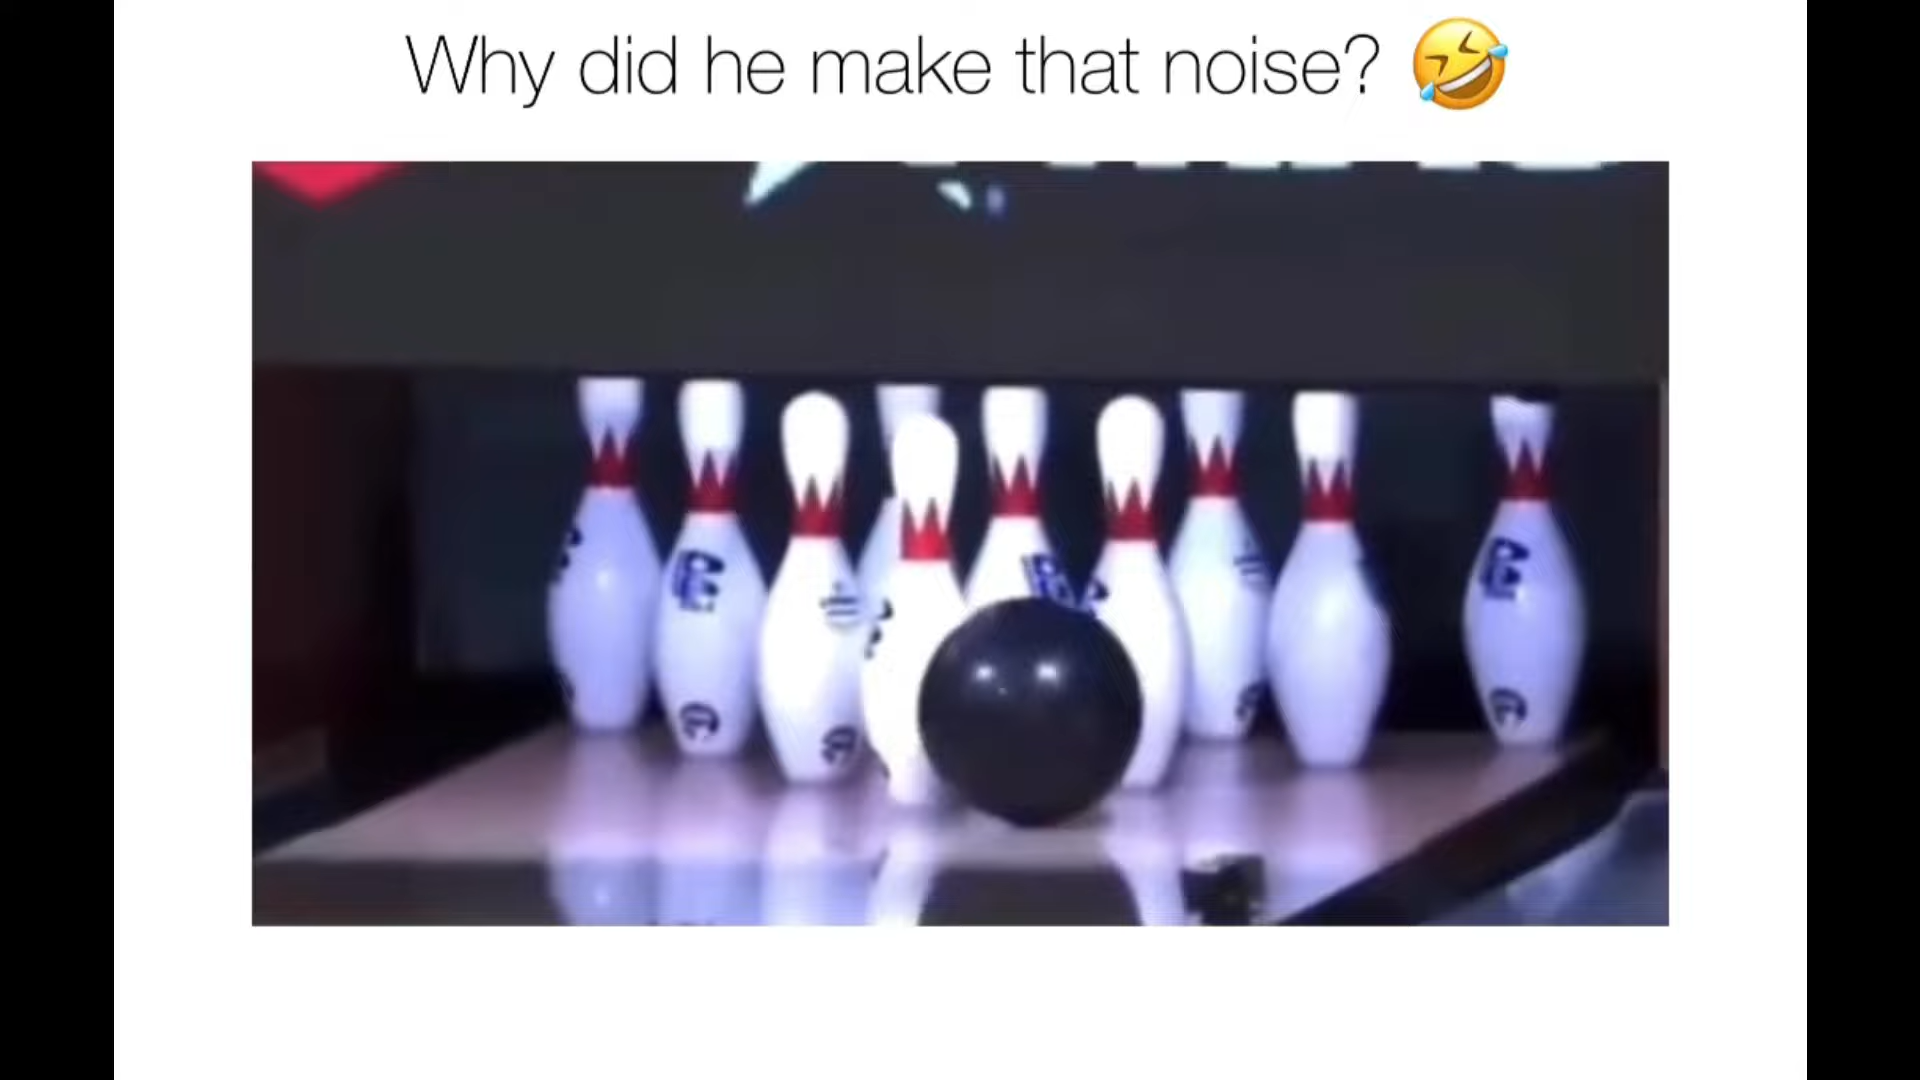 Why did he make that noise? 🤣